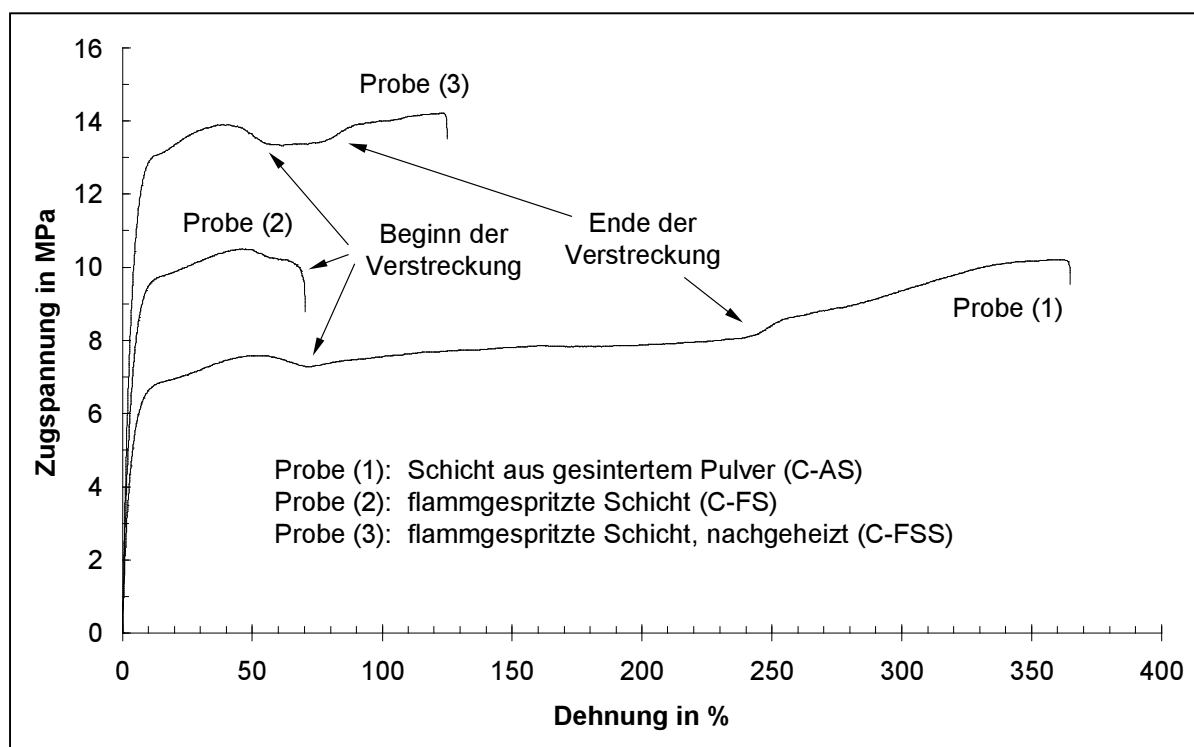 16
14
12
10
8
6
4
2
0
Zugspannung in MPa
Probe (3)
Probe (2)
Beginn der
Verstreckung
Ende der
Verstreckung
Probe (1)
Probe (1): Schicht aus gesintertem Pulver (C-AS)
Probe (2): flammgespritzte Schicht (C-FS)
Probe (3): flammgespritzte Schicht, nachgeheizt (C-FSS)
0 50 100 150 200 250 300 350 400
Dehnung in %